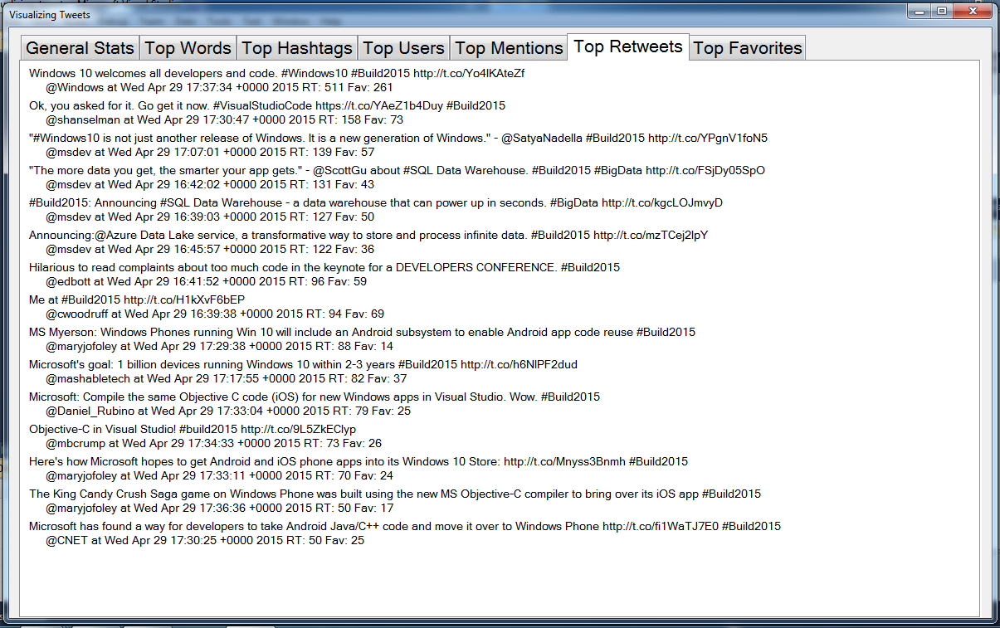 Visualizing Tweets
General Stats Top Words Top Hashtags Top Users Top Mentions Top Retweets Top Favorites
Windows 10 welcomes all developers and code. #Windows10 #Build2015 http://t.co/Yo4lKAteZf
@Windows at Wed Apr 29 17:37:34 +0000 2015 RT: 511 Fav: 261
Ok, you asked for it. Go get it now. #VisualStudioCode https://t.co/YAeZ1b4Duy #Build2015
@shanselman at Wed Apr 29 17:30:47 +0000 2015 RT: 158 Fav: 73
"#Windows10 is not just another release of Windows. It is a new generation of Windows." - @SatyaNadella #Build2015 http://t.co/YPgnV1foN5
@msdev at Wed Apr 29 17:07:01 +0000 2015 RT: 139 Fav: 57
"The more data you get, the smarter your app gets." - @ScottGu about #SQL Data Warehouse. #Build2015 #BigData http://t.co/FSjDy05SpO
@msdev at Wed Apr 29 16:42:02 +0000 2015 RT: 131 Fav: 43
#Build2015: Announcing #SQL Data Warehouse - a data warehouse that can power up in seconds. #BigData http://t.co/kgcLOJmvyD
@msdev at Wed Apr 29 16:39:03 +0000 2015 RT: 127 Fav: 50
Announcing:@Azure Data Lake service, a transformative way to store and process infinite data. #Build2015 http://t.co/mzTCej2lpY
@msdev at Wed Apr 29 16:45:57 +0000 2015 RT: 122 Fav: 36
Hilarious to read complaints about too much code in the keynote for a DEVELOPERS CONFERENCE. #Build2015
@edbott at Wed Apr 29 16:41:52 +0000 2015 RT: 96 Fav: 59
Me at #Build2015 http://t.co/H1kXvF6bEP
@cwoodruff at Wed Apr 29 16:39:38 +0000 2015 RT: 94 Fav: 69
MS Myerson: Windows Phones running Win 10 will include an Android subsystem to enable Android app code reuse #Build2015
@maryjofoley at Wed Apr 29 17:29:38 +0000 2015 RT: 88 Fav: 14
Microsoft's goal: 1 billion devices running Windows 10 within 2-3 years #Build2015 http://t.co/h6NlPF2dud
@mashabletech at Wed Apr 29 17:17:55 +0000 2015 RT: 82 Fav: 37
Microsoft: Compile the same Objective C code (iOS) for new Windows apps in Visual Studio. Wow. #Build2015
@Daniel_Rubino at Wed Apr 29 17:33:04 +0000 2015 RT: 79 Fav: 25
Objective-C in Visual Studio! #build2015 http://t.co/9L5ZkEClyp
@mbcrump at Wed Apr 29 17:34:33 +0000 2015 RT: 73 Fav: 26
Here's how Microsoft hopes to get Android and iOS phone apps into its Windows 10 Store: http://t.co/Mnyss3Bnmh #Build2015
@maryjofoley at Wed Apr 29 17:33:11 +0000 2015 RT: 70 Fav: 24
The King Candy Crush Saga game on Windows Phone was built using the new MS Objective-C compiler to bring over its iOS app #Build2015
@maryjofoley at Wed Apr 29 17:36:36 +0000 2015 RT: 50 Fav: 17
Microsoft has found a way for developers to take Android Java/C++ code and move it over to Windows Phone http://t.co/fi1WaTJ7E0 #Build2015
@CNET at Wed Apr 29 17:30:25 +0000 2015 RT: 50 Fav: 25